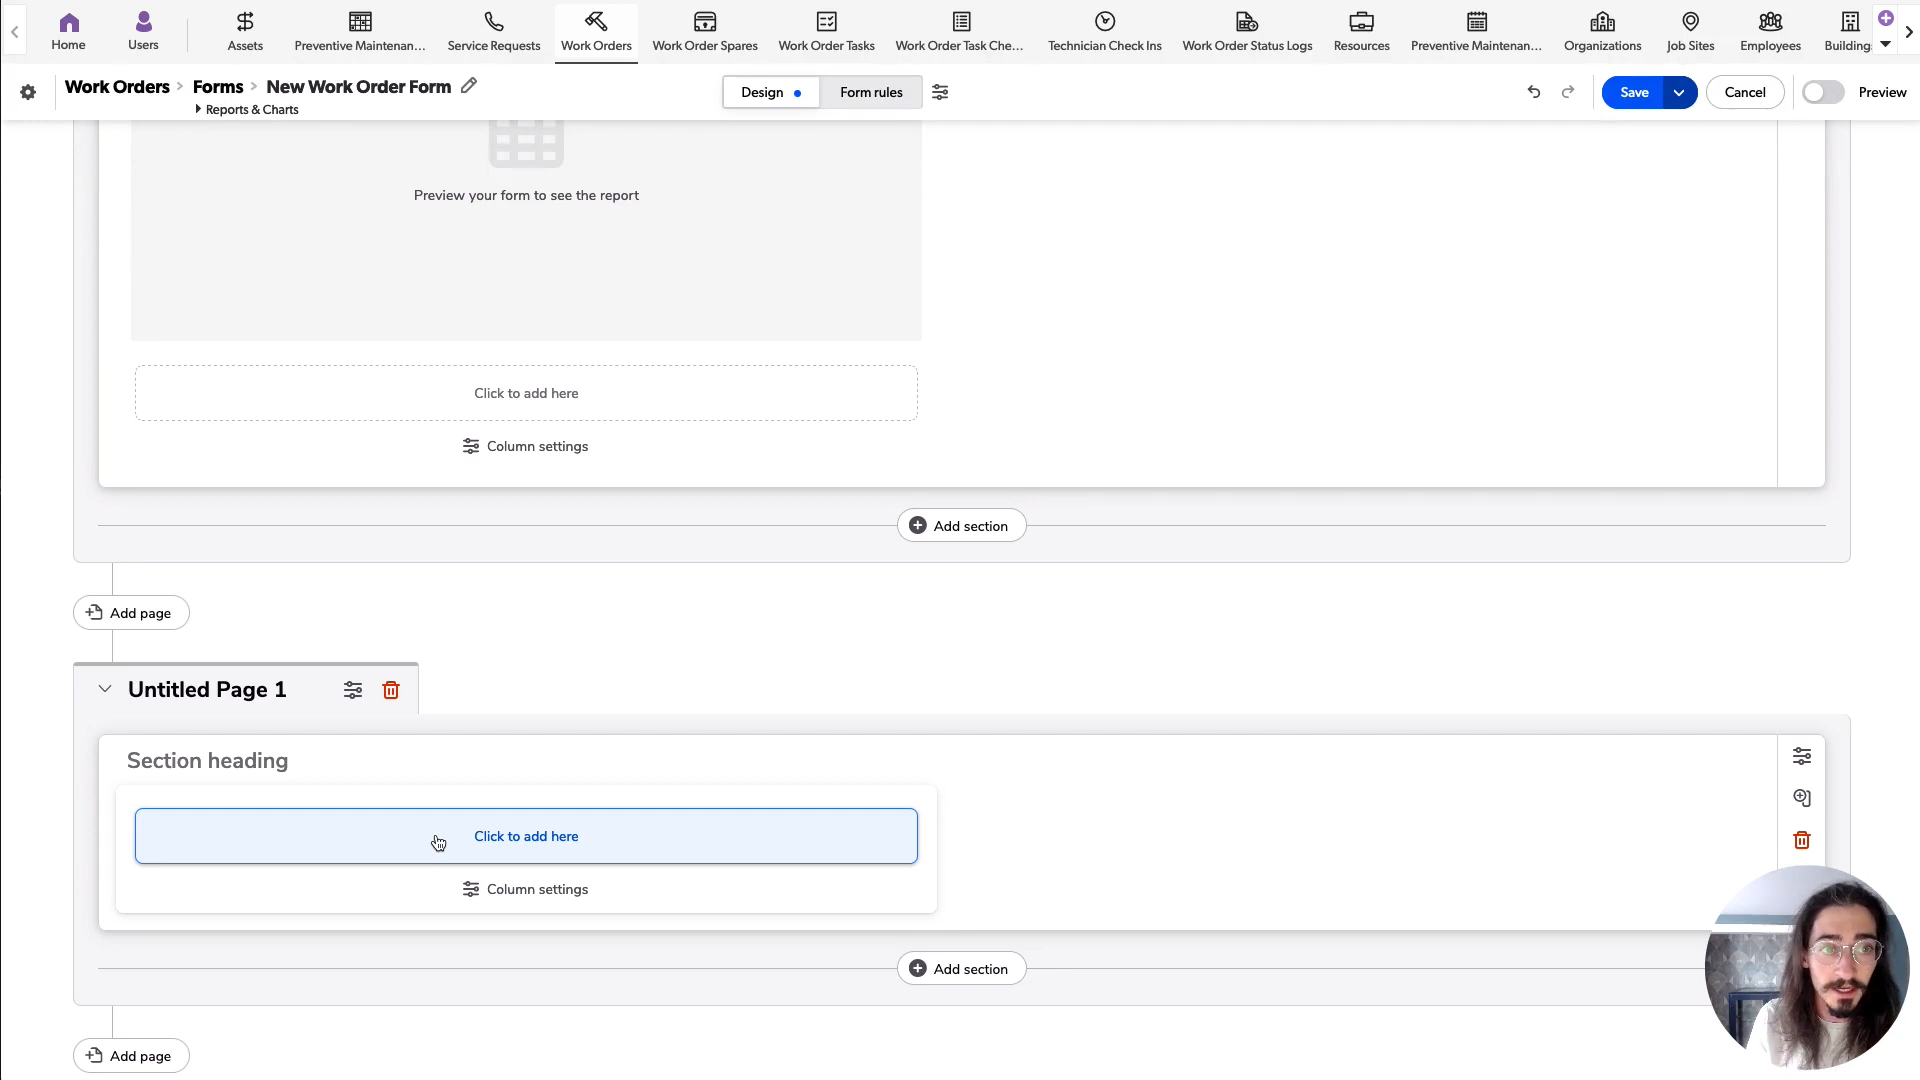 Home
Users
Assets
Preventive Maintenan...
Service Requests
Work Orders
Work Order Spares
Work Order Tasks
Work Order Task Che...
Technician Check Ins
Work Order Status Logs
Resources
Preventive Maintenan...
Organizations
Job Sites
Employees
Building
Work Orders > Forms > New Work Order Form
Reports & Charts
Design
Form rules
Save
Cancel
Preview
Preview your form to see the report
Click to add here
Column settings
Add section
Add page
Untitled Page 1
Section heading
Click to add here
Column settings
Add section
Add page